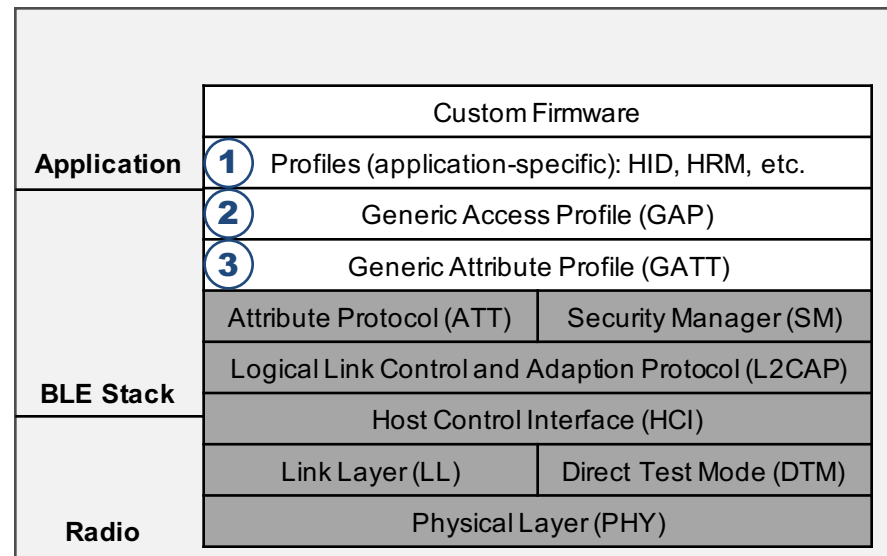 Custom Firmware
Application
1 Profiles (application-specific): HID, HRM, etc.
2 Generic Access Profile (GAP)
3 Generic Attribute Profile (GATT)
Attribute Protocol (ATT) Security Manager (SM)
Logical Link Control and Adaption Protocol (L2CAP)
BLE Stack
Host Control Interface (HCI)
Link Layer (LL) Direct Test Mode (DTM)
Radio
Physical Layer (PHY)